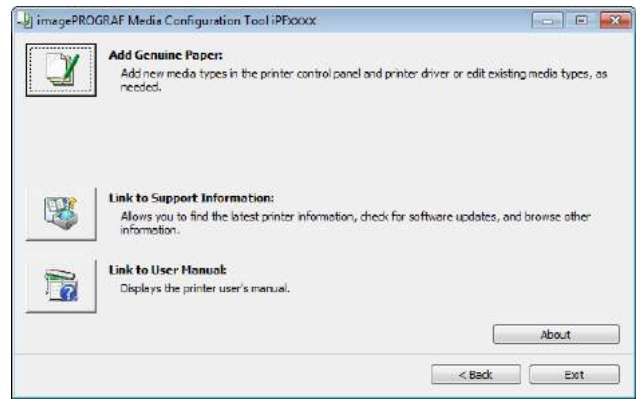 imagePROGRAF Media Configuration Tool iPFxxxx
Add Genuine Paper:
Add new media types in the printer control panel and printer driver or edit existing media types, as
needed.
Link to Support Information:
Allows you to find the latest printer information, check for software updates, and browse other
information.
Link to User Manual:
Displays the printer user's manual.
About
< Back
Exit